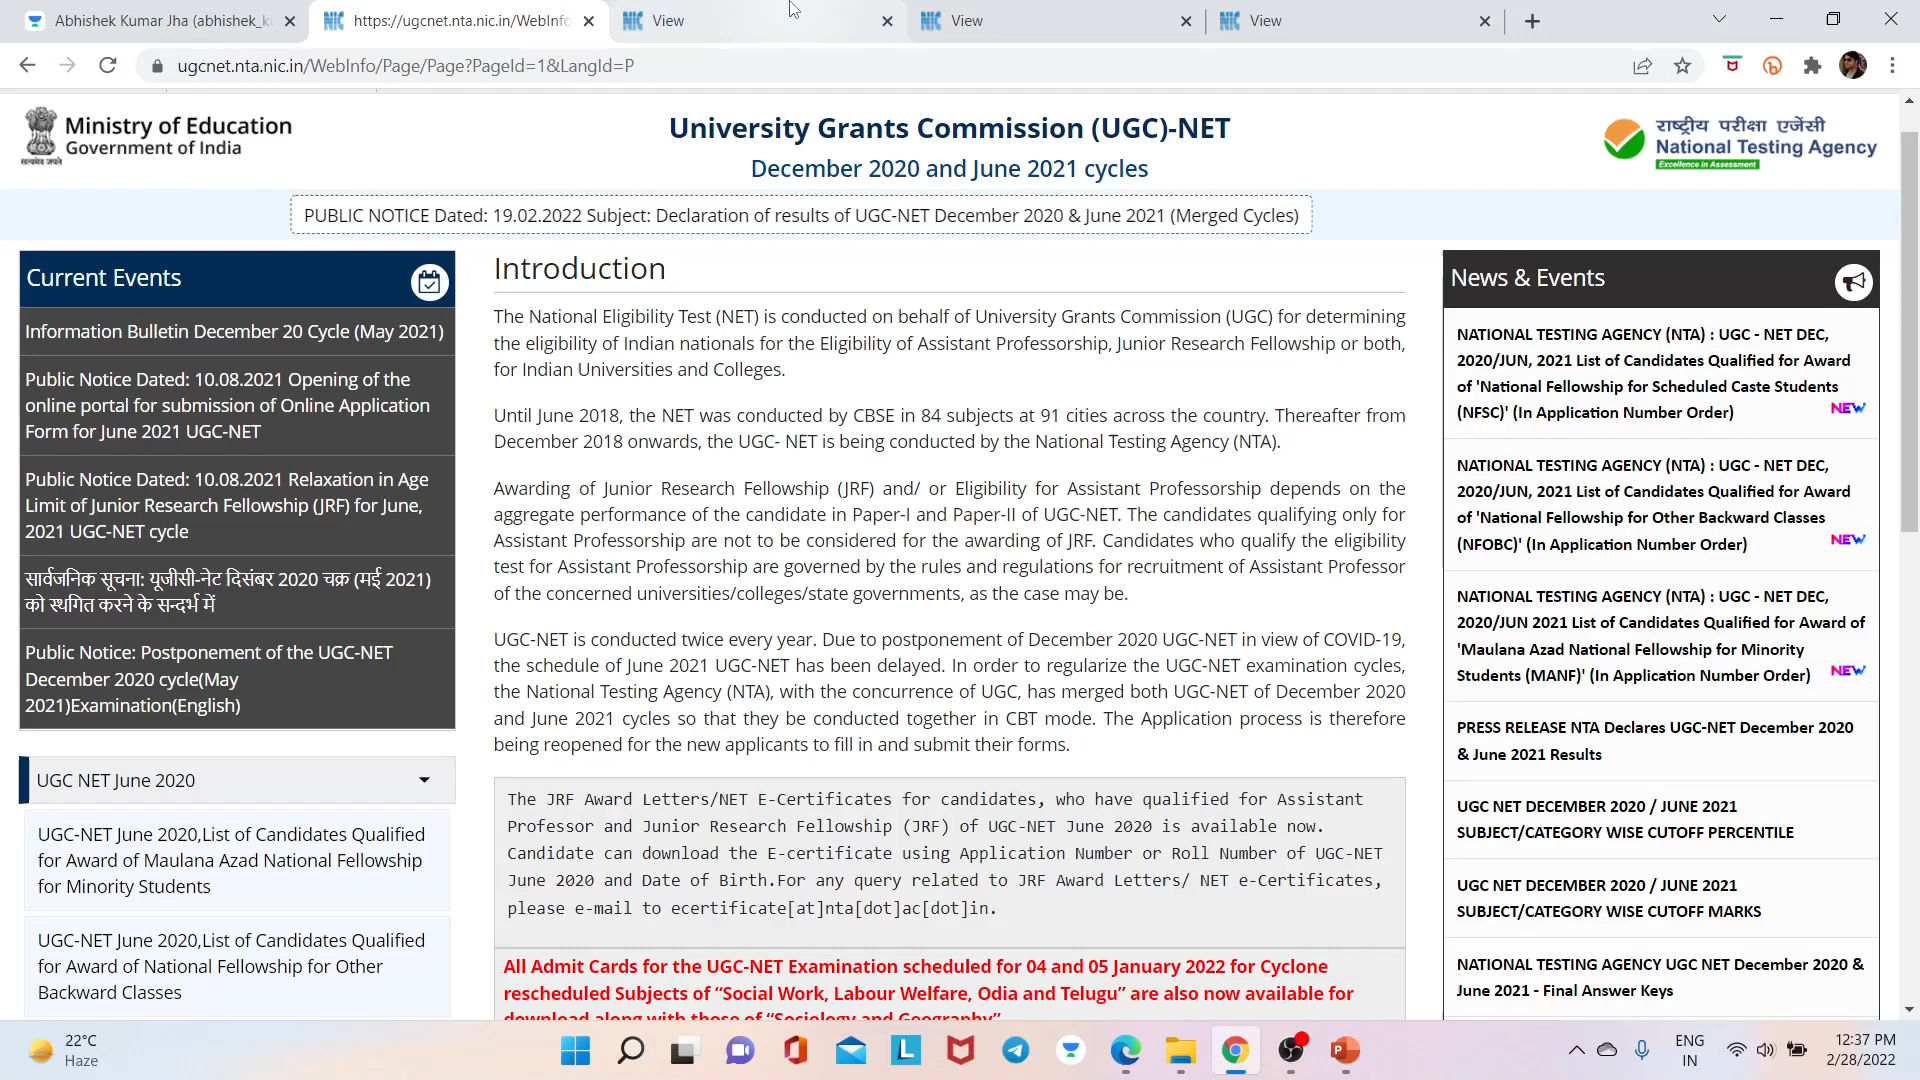 Abhishek Kumar Jha (abhishek_ku
https://ugcnet.nta.nic.in/WebInfo
View
View
View
ugcnet.nta.nic.in/WebInfo/Page/Page?PageId=1&LangId=P
सत्यमेव जयते
Ministry of Education
Government of India
University Grants Commission (UGC)-NET
December 2020 and June 2021 cycles
राष्ट्रीय परीक्षा एजेंसी
National Testing Agency
Excellence in Assessment
PUBLIC NOTICE Dated: 19.02.2022 Subject: Declaration of results of UGC-NET December 2020 & June 2021 (Merged Cycles)
Current Events
Information Bulletin December 20 Cycle (May 2021)
Public Notice Dated: 10.08.2021 Opening of the
online portal for submission of Online Application
Form for June 2021 UGC-NET
Public Notice Dated: 10.08.2021 Relaxation in Age
Limit of Junior Research Fellowship (JRF) for June,
2021 UGC-NET cycle
सार्वजनिक सूचना: यूजीसी-नेट दिसंबर 2020 चक्र (मई 2021)
को स्थगित करने के सन्दर्भ में
Public Notice: Postponement of the UGC-NET
December 2020 cycle(May
2021)Examination(English)
UGC NET June 2020
UGC-NET June 2020,List of Candidates Qualified
for Award of Maulana Azad National Fellowship
for Minority Students
UGC-NET June 2020,List of Candidates Qualified
for Award of National Fellowship for Other
Backward Classes
Introduction
The National Eligibility Test (NET) is conducted on behalf of University Grants Commission (UGC) for determining
the eligibility of Indian nationals for the Eligibility of Assistant Professorship, Junior Research Fellowship or both,
for Indian Universities and Colleges.
Until June 2018, the NET was conducted by CBSE in 84 subjects at 91 cities across the country. Thereafter from
December 2018 onwards, the UGC- NET is being conducted by the National Testing Agency (NTA).
Awarding of Junior Research Fellowship (JRF) and/ or Eligibility for Assistant Professorship depends on the
aggregate performance of the candidate in Paper-I and Paper-II of UGC-NET. The candidates qualifying only for
Assistant Professorship are not to be considered for the awarding of JRF. Candidates who qualify the eligibility
test for Assistant Professorship are governed by the rules and regulations for recruitment of Assistant Professor
of the concerned universities/colleges/state governments, as the case may be.
UGC-NET is conducted twice every year. Due to postponement of December 2020 UGC-NET in view of COVID-19,
the schedule of June 2021 UGC-NET has been delayed. In order to regularize the UGC-NET examination cycles,
the National Testing Agency (NTA), with the concurrence of UGC, has merged both UGC-NET of December 2020
and June 2021 cycles so that they be conducted together in CBT mode. The Application process is therefore
being reopened for the new applicants to fill in and submit their forms.
The JRF Award Letters/NET E-Certificates for candidates, who have qualified for Assistant
Professor and Junior Research Fellowship (JRF) of UGC-NET June 2020 is available now.
Candidate can download the E-certificate using Application Number or Roll Number of UGC-NET
June 2020 and Date of Birth.For any query related to JRF Award Letters/ NET e-Certificates,
please e-mail to ecertificate[at]nta[dot]ac[dot]in.
All Admit Cards for the UGC-NET Examination scheduled for 04 and 05 January 2022 for Cyclone
rescheduled Subjects of “Social Work, Labour Welfare, Odia and Telugu” are also now available for
download along with those of “Sociology and Geography”
News & Events
NATIONAL TESTING AGENCY (NTA) : UGC - NET DEC,
2020/JUN, 2021 List of Candidates Qualified for Award
of 'National Fellowship for Scheduled Caste Students
(NFSC)' (In Application Number Order) NEW
NATIONAL TESTING AGENCY (NTA) : UGC - NET DEC,
2020/JUN, 2021 List of Candidates Qualified for Award
of 'National Fellowship for Other Backward Classes
(NFOBC)' (In Application Number Order) NEW
NATIONAL TESTING AGENCY (NTA) : UGC - NET DEC,
2020/JUN 2021 List of Candidates Qualified for Award of
'Maulana Azad National Fellowship for Minority
Students (MANF)' (In Application Number Order) NEW
PRESS RELEASE NTA Declares UGC-NET December 2020
& June 2021 Results
UGC NET DECEMBER 2020 / JUNE 2021
SUBJECT/CATEGORY WISE CUTOFF PERCENTILE
UGC NET DECEMBER 2020 / JUNE 2021
SUBJECT/CATEGORY WISE CUTOFF MARKS
NATIONAL TESTING AGENCY UGC NET December 2020 &
June 2021 - Final Answer Keys
22°C
Haze
ENG
IN
12:37 PM
2/28/2022